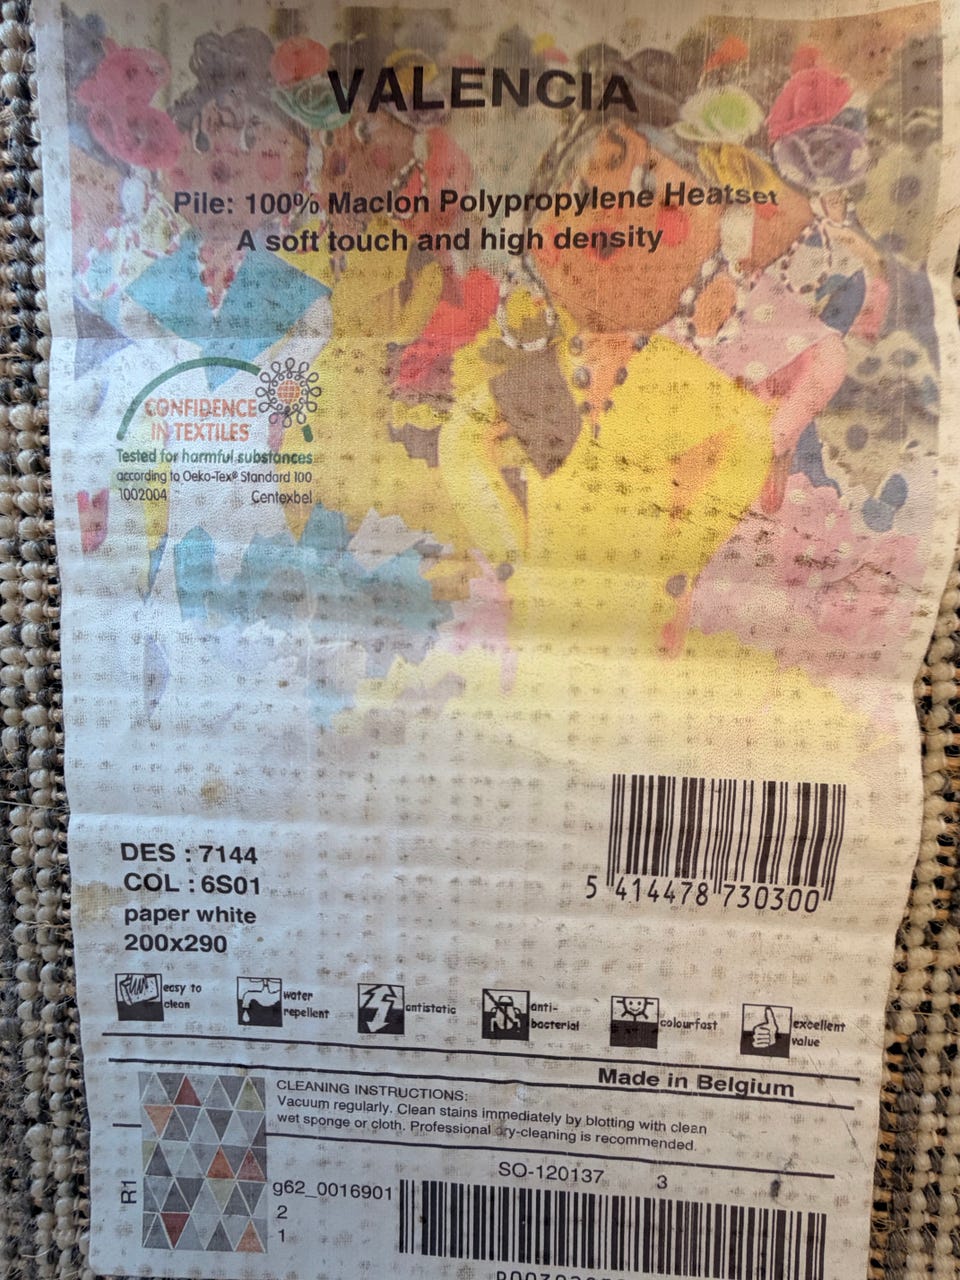 VALENCIA
Pile: 100% Maclon Polypropylene Heatset
A soft touch and high density
CONFIDENCE
IN TEXTILES
Tested for harmful substances
according to Oeko-Tex® Standard 100
1002004 Centexbel
5 414478 730300
DES : 7144
COL : 6S01
paper white
200x290
easy to
clean
water
repellent
antistatic
anti-
bacterial
colourfast
excellent
value
Made in Belgium
CLEANING INSTRUCTIONS:
Vacuum regularly. Clean stains immediately by blotting with clean
wet sponge or cloth. Professional dry-cleaning is recommended.
SO-120137 3
R1
g62_0016901
2
1